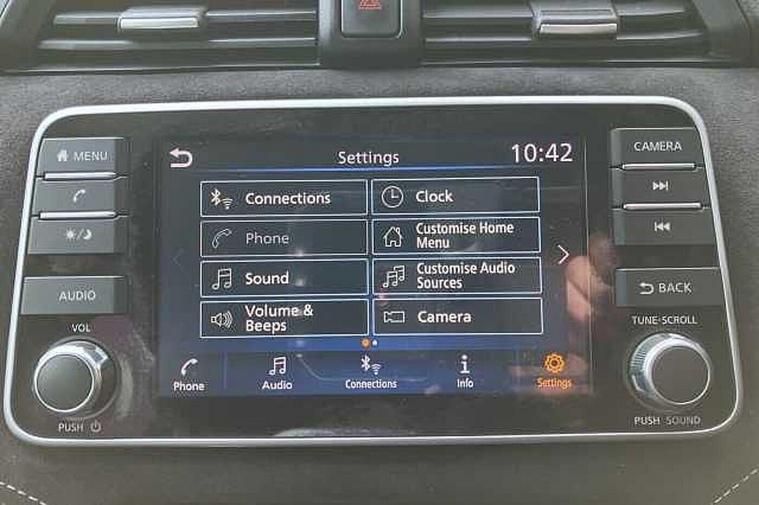 MENU
AUDIO
VOL
PUSH
Settings
10:42
Connections
Clock
Phone
Customise Home
Menu
Sound
Customise Audio
Sources
Volume &
Beeps
Camera
Phone
Audio
Connections
Info
Settings
CAMERA
BACK
TUNE·SCROLL
PUSH SOUND